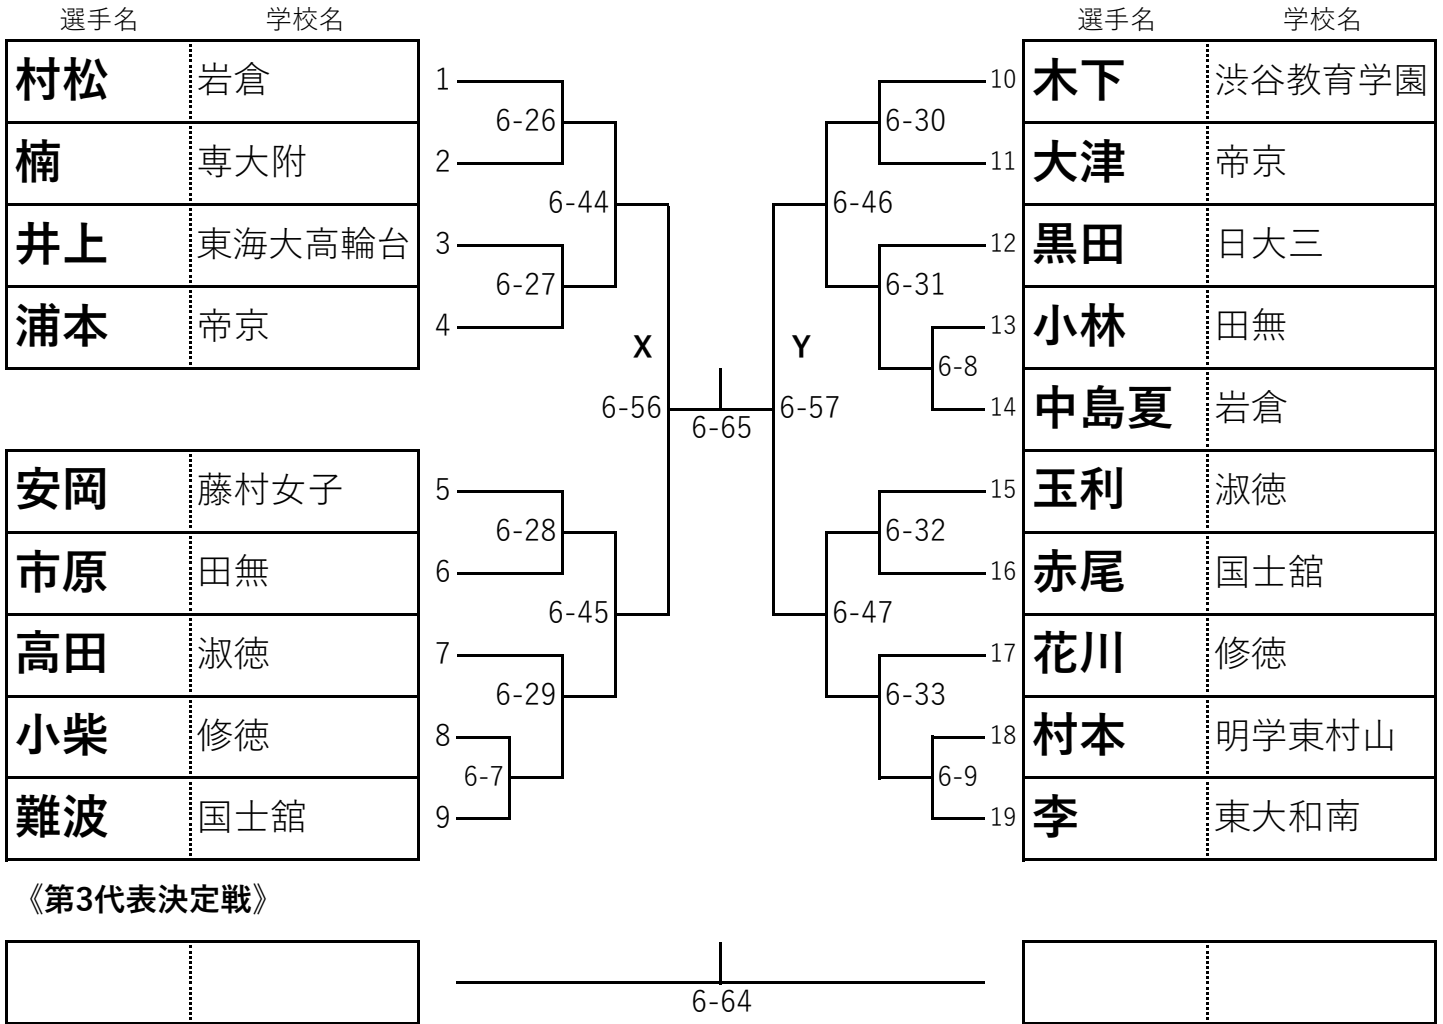 選手名 学校名 選手名 学校名
村松 岩倉 1 10 木下 渋谷教育学園
6-26 6-30
楠 専大附 2 11 大津 帝京
6-44 6-46
井上 東海大高輪台 3 12 黒田 日大三
6-27 6-31
浦本 帝京 4 13 小林 田無
X Y
6-8
6-56 6-65 6-57 14 中島夏 岩倉
安岡 藤村女子 5 15 玉利 淑徳
6-28 6-32
市原 田無 6 16 赤尾 国士舘
6-45 6-47
高田 淑徳 7 17 花川 修徳
6-29 6-33
小柴 修徳 8 18 村本 明学東村山
6-7 6-9
難波 国士舘 9 19 李 東大和南
《第3代表決定戦》
6-64